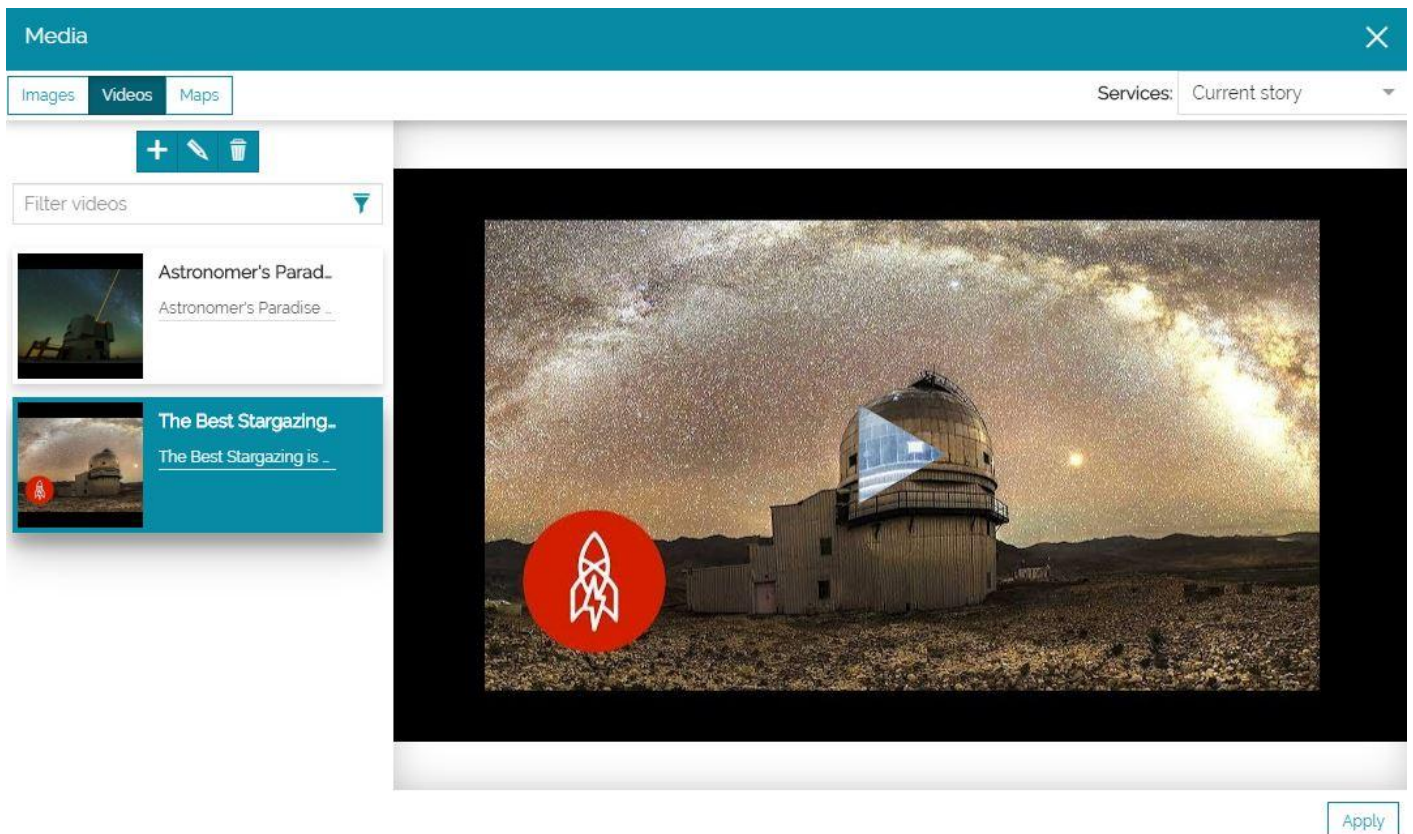 Media
Images Videos Maps
Services: Current story
Filter videos
Astronomer's Parad...
Astronomer's Paradise ...
The Best Stargazing...
The Best Stargazing is ...
Apply